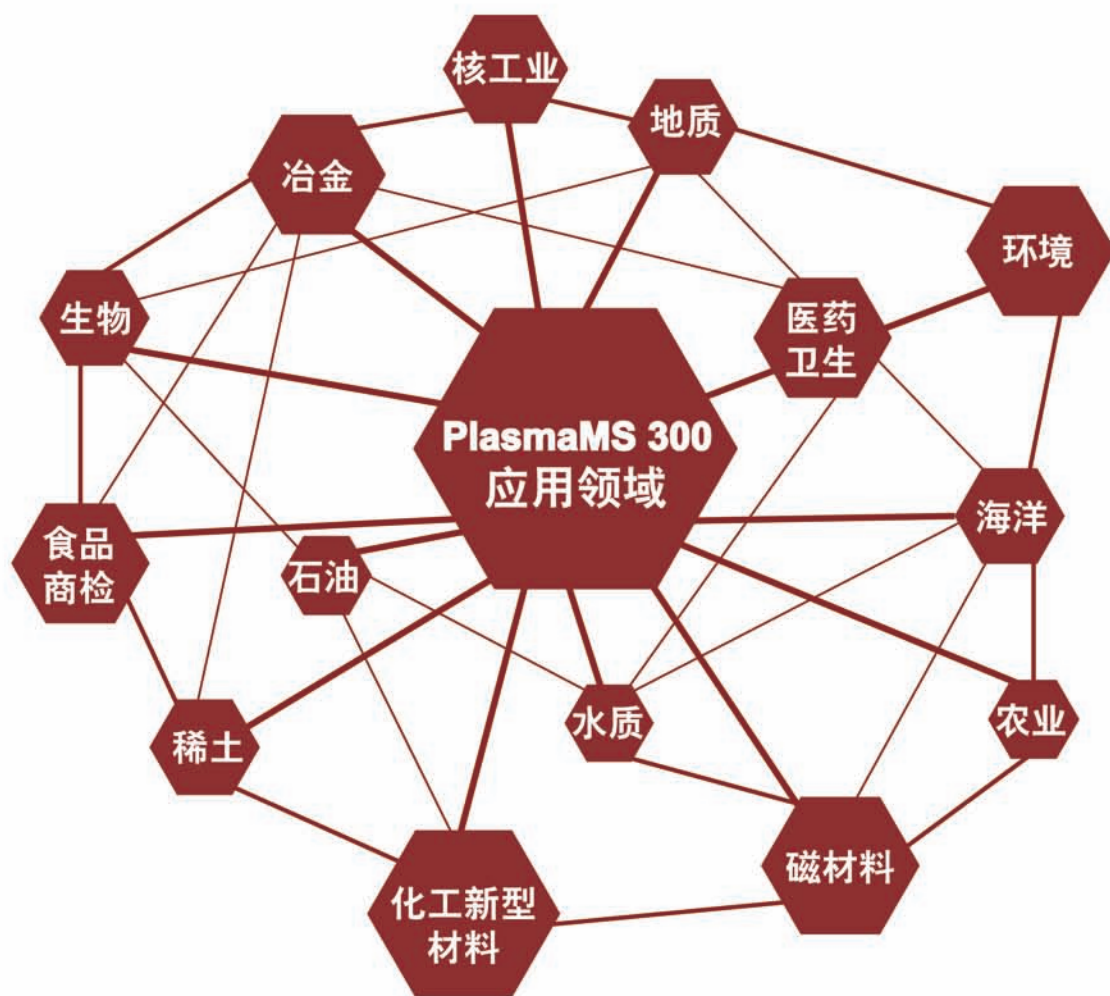 核工业
地质
冶金
环境
生物
医药
卫生
PlasmaMS 300
应用领域
海洋
食品
商检
石油
水质
农业
稀土
磁材料
化工新型
材料